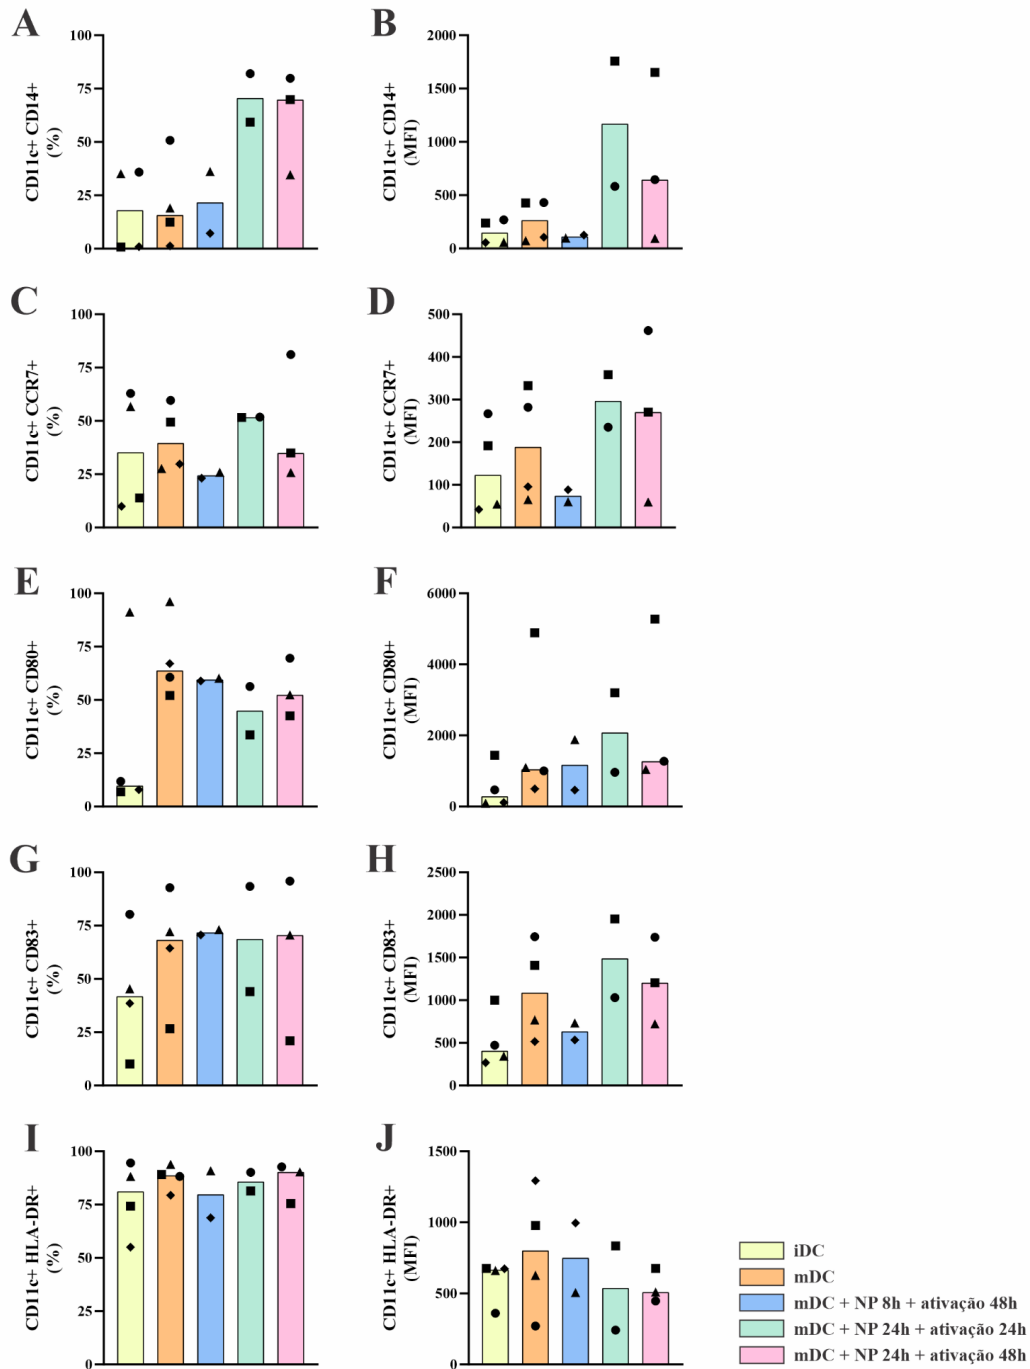 A
CD11c+ CD14+
(%)
100
75
50
25
0
B
CD11c+ CD14+
(MFI)
2000
1500
1000
500
0
C
CD11c+ CCR7+
(%)
100
75
50
25
0
D
CD11c+ CCR7+
(MFI)
500
400
300
200
100
0
E
CD11c+ CD80+
(%)
100
75
50
25
0
F
CD11c+ CD80+
(MFI)
6000
4000
2000
0
G
CD11c+ CD83+
(%)
100
75
50
25
0
H
CD11c+ CD83+
(MFI)
2500
2000
1500
1000
500
0
I
CD11c+ HLA-DR+
(%)
100
75
50
25
0
J
CD11c+ HLA-DR+
(MFI)
1500
1000
500
0
iDC
mDC
mDC + NP 8h + ativação 48h
mDC + NP 24h + ativação 24h
mDC + NP 24h + ativação 48h